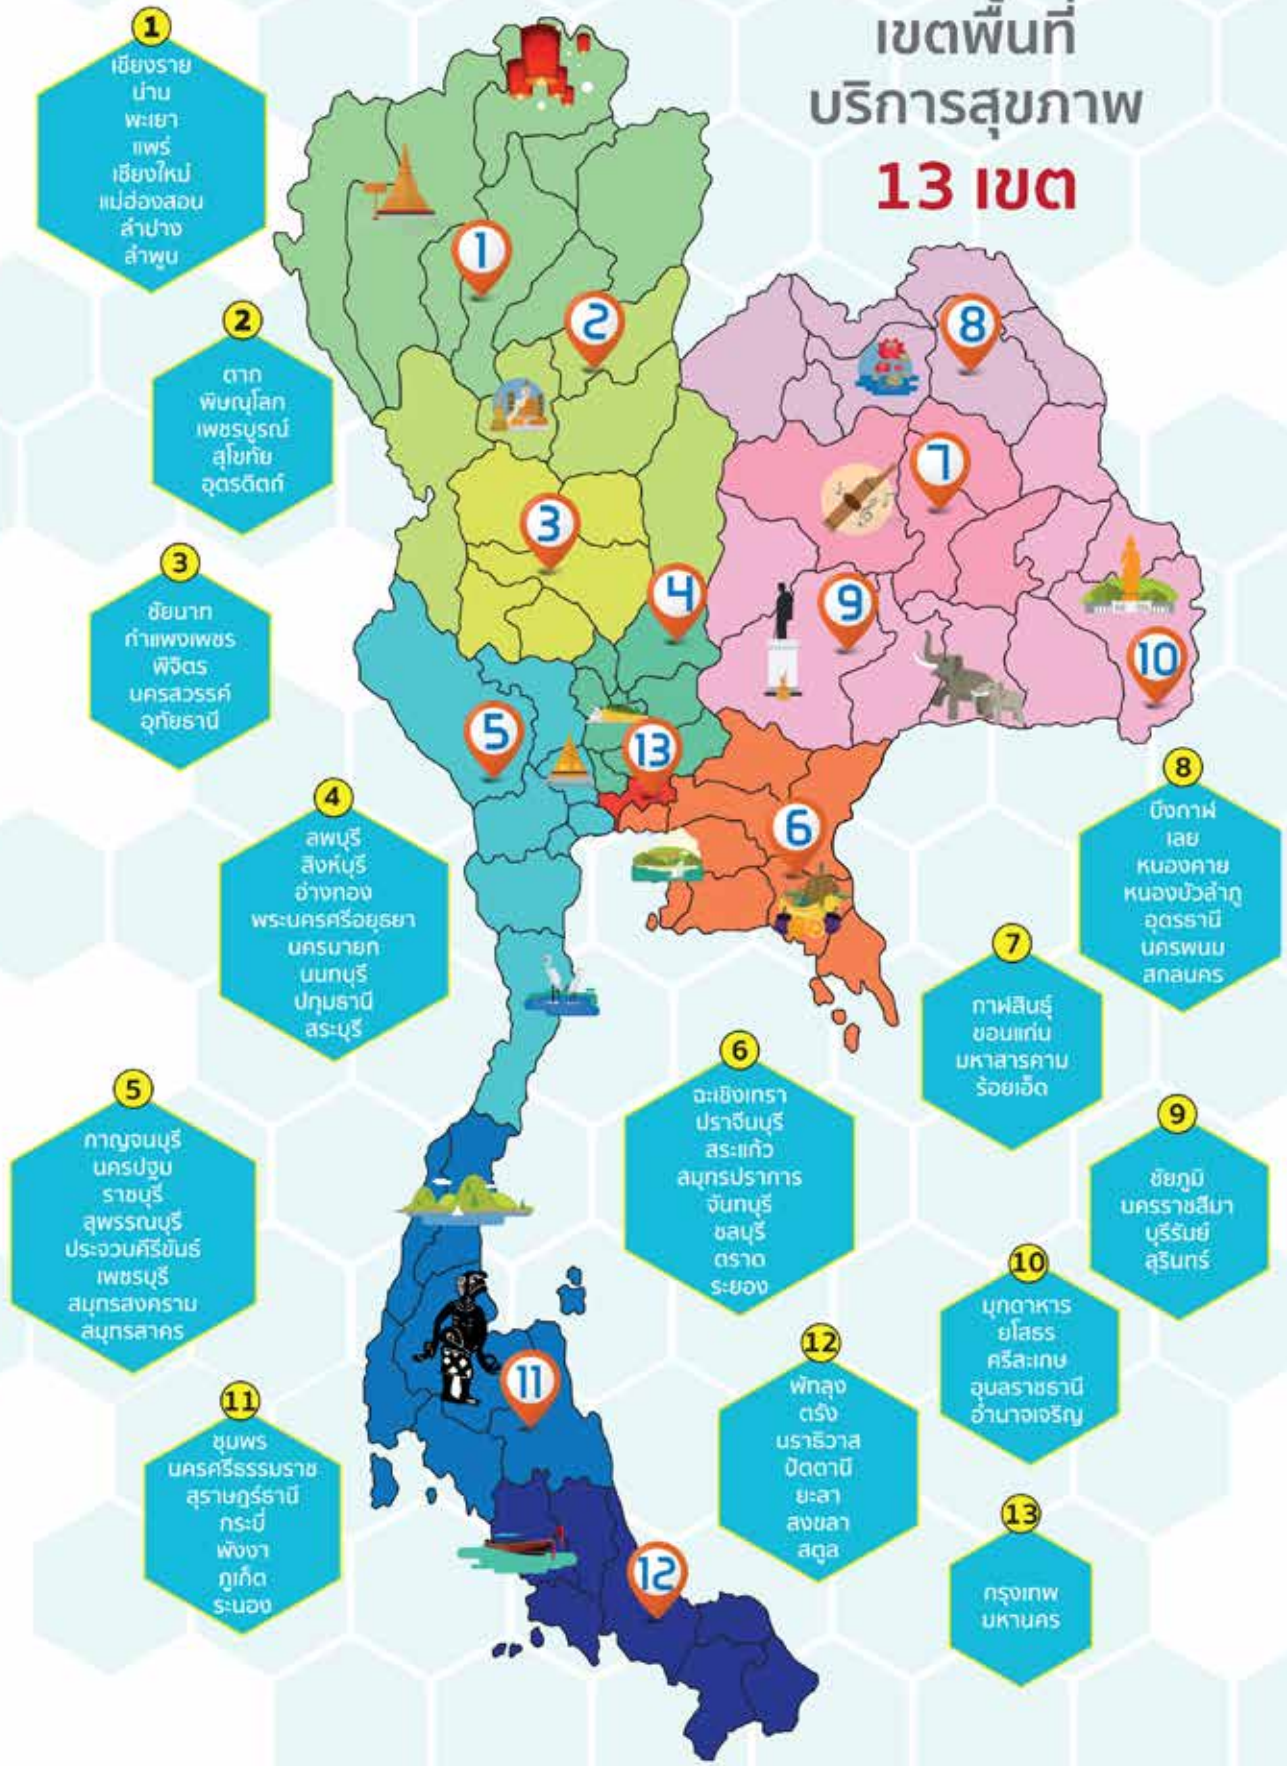 เขตพื้นที่
บริการสุขภาพ
13 เขต
1
เชียงราย
น่าน
พะเยา
แพร่
เชียงใหม่
แม่ฮ่องสอน
ลำปาง
ลำพูน
2
ตาก
พิษณุโลก
เพชรบูรณ์
สุโขทัย
อุตรดิตถ์
3
ชัยนาท
กำแพงเพชร
พิจิตร
นครสวรรค์
อุทัยธานี
4
ลพบุรี
สิงห์บุรี
อ่างทอง
พระนครศรีอยุธยา
นครนายก
นนทบุรี
ปทุมธานี
สระบุรี
5
กาญจนบุรี
นครปฐม
ราชบุรี
สุพรรณบุรี
ประจวบคีรีขันธ์
เพชรบุรี
สมุทรสงคราม
สมุทรสาคร
6
ฉะเชิงเทรา
ปราจีนบุรี
สระแก้ว
สมุทรปราการ
จันทบุรี
ชลบุรี
ตราด
ระยอง
7
กาฬสินธุ์
ขอนแก่น
มหาสารคาม
ร้อยเอ็ด
8
บึงกาฬ
เลย
หนองคาย
หนองบัวลำภู
อุดรธานี
นครพนม
สกลนคร
9
ชัยภูมิ
นครราชสีมา
บุรีรัมย์
สุรินทร์
10
มุกดาหาร
ยโสธร
ศรีสะเกษ
อุบลราชธานี
อำนาจเจริญ
11
ชุมพร
นครศรีธรรมราช
สุราษฎร์ธานี
กระบี่
พังงา
ภูเก็ต
ระนอง
12
พัทลุง
ตรัง
นราธิวาส
ปัตตานี
ยะลา
สงขลา
สตูล
13
กรุงเทพ
มหานคร
1
2
8
7
3
4
9
10
5
13
6
11
12